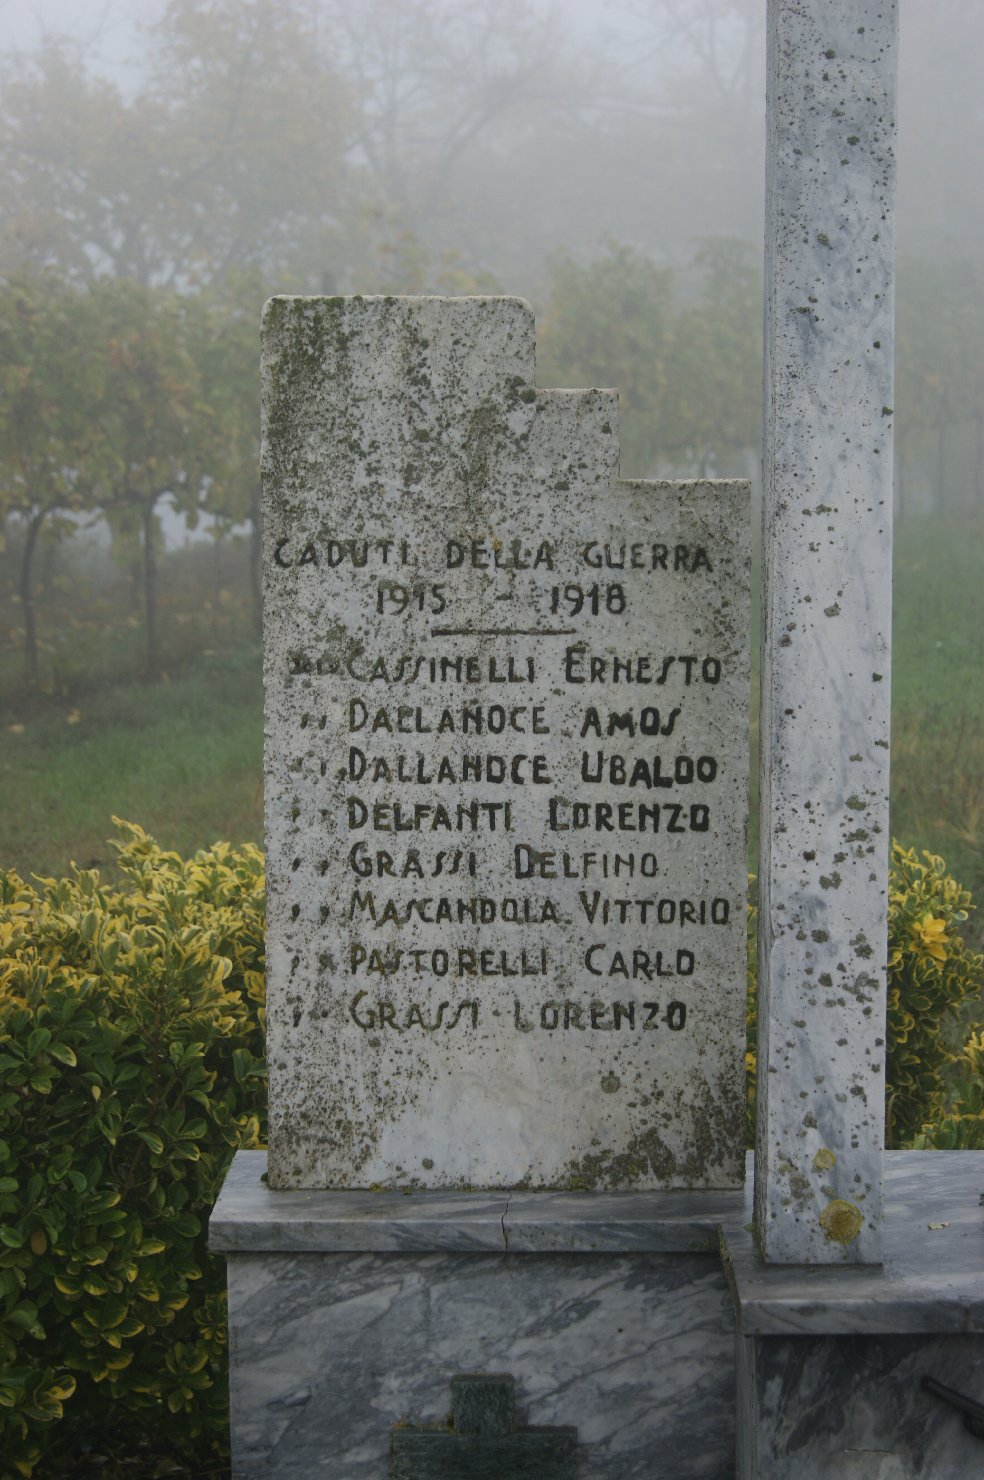 CADUTI DELLA GUERRA
1915 - 1918
CASSINELLI ERNESTO
" " DALLANOCE AMOS
" " DALLANOCE UBALDO
" " DELFANTI LORENZO
" " GRASSI DELFINO
" " MASCANDOLA VITTORIO
" " PASTORELLI CARLO
" " GRASSI LORENZO